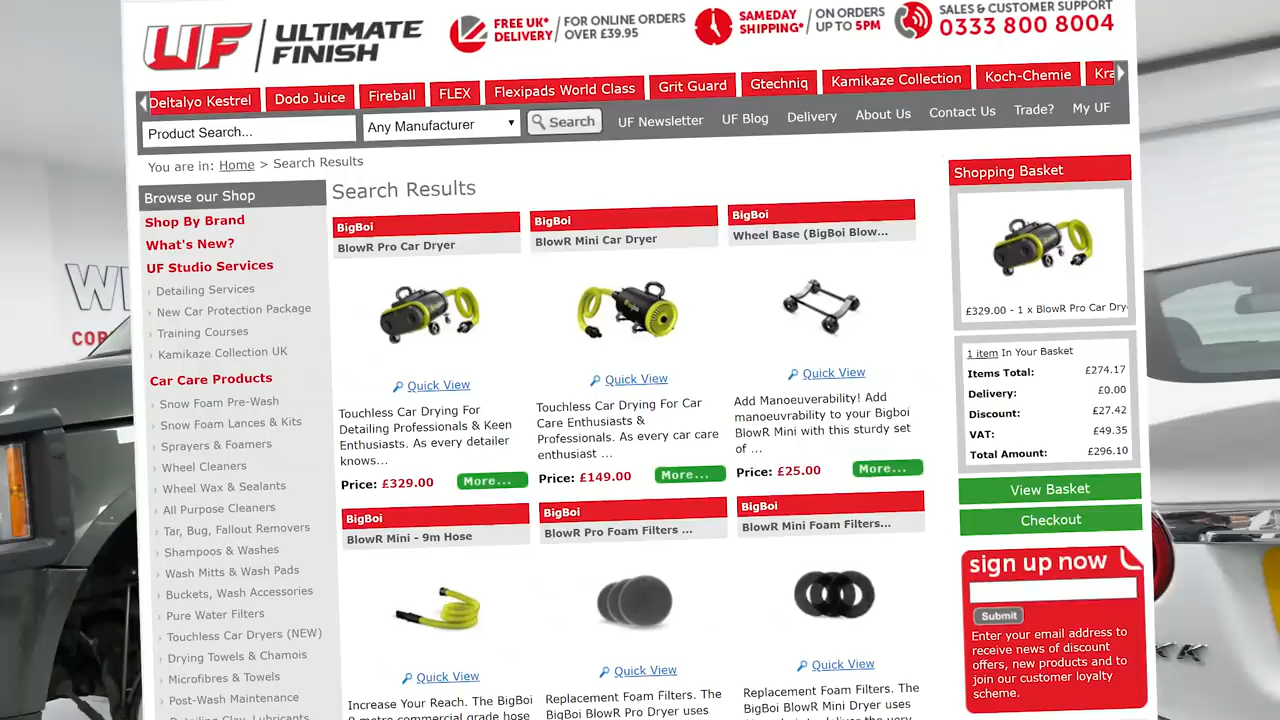 UF ULTIMATE
FINISH
FREE UK*
DELIVERY
FOR ONLINE ORDERS
OVER £39.95
SAMEDAY
SHIPPING*
ON ORDERS
UP TO 5PM
SALES & CUSTOMER SUPPORT
0333 800 8004
Deltalyo Kestrel
Dodo Juice
Fireball
FLEX
Flexipads World Class
Grit Guard
Gtechniq
Kamikaze Collection
Koch-Chemie
Kra
Product Search...
Any Manufacturer
Search
UF Newsletter
UF Blog
Delivery
About Us
Contact Us
Trade?
My UF
You are in: Home > Search Results
Browse our Shop
Shop By Brand
What's New?
UF Studio Services
Detailing Services
New Car Protection Package
Training Courses
Kamikaze Collection UK
Car Care Products
Snow Foam Pre-Wash
Snow Foam Lances & Kits
Sprayers & Foamers
Wheel Cleaners
Wheel Wax & Sealants
All Purpose Cleaners
Tar, Bug, Fallout Removers
Shampoos & Washes
Wash Mitts & Wash Pads
Buckets, Wash Accessories
Pure Water Filters
Touchless Car Dryers (NEW)
Drying Towels & Chamois
Microfibres & Towels
Post-Wash Maintenance
Detailing Clay, Lubricants
Search Results
BigBoi
BlowR Pro Car Dryer
Quick View
Touchless Car Drying For
Detailing Professionals & Keen
Enthusiasts. As every detailer
knows...
Price: £329.00
More...
BigBoi
BlowR Mini Car Dryer
Quick View
Touchless Car Drying For Car
Care Enthusiasts &
Professionals. As every car care
enthusiast ...
Price: £149.00
More...
BigBoi
Wheel Base (BigBoi Blow...
Quick View
Add Manoeuverability! Add
manoeuvrability to your Bigboi
BlowR Mini with this sturdy set
of ...
Price: £25.00
More...
BigBoi
BlowR Mini - 9m Hose
Quick View
Increase Your Reach. The BigBoi
9 metre commercial grade hose
BigBoi
BlowR Pro Foam Filters ...
Quick View
Replacement Foam Filters. The
BigBoi BlowR Pro Dryer uses
BigBoi
BlowR Mini Foam Filters...
Quick View
Replacement Foam Filters. The
BigBoi BlowR Mini Dryer uses
Shopping Basket
£329.00 - 1 x BlowR Pro Car Dry
1 item In Your Basket
Items Total: £274.17
Delivery: £0.00
Discount: £27.42
VAT: £49.35
Total Amount: £296.10
View Basket
Checkout
sign up now
Submit
Enter your email address to
receive news of discount
offers, new products and to
join our customer loyalty
scheme.